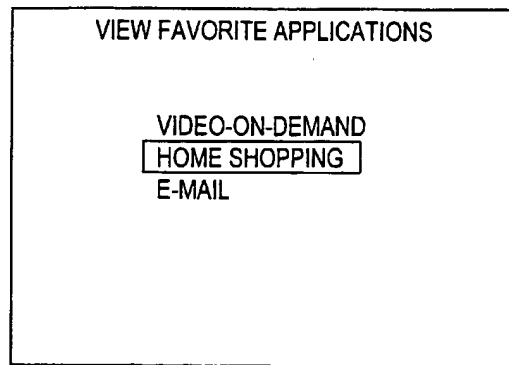 VIEW FAVORITE APPLICATIONS
VIDEO-ON-DEMAND
HOME SHOPPING
E-MAIL